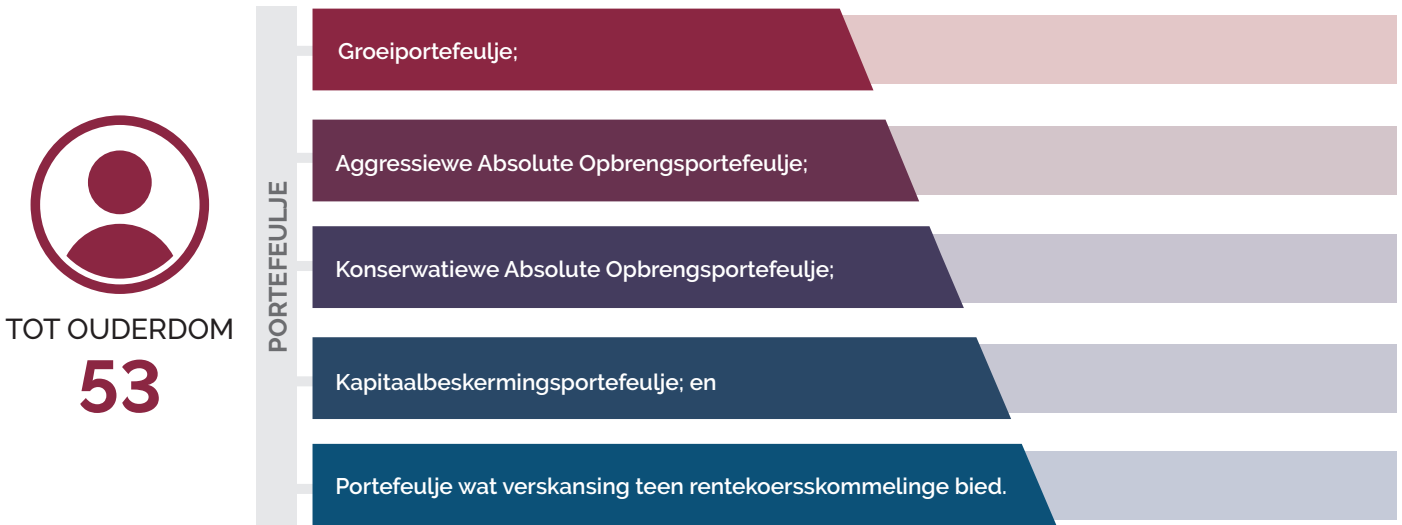 TOT OUDERDOM
53
PORTEFEULJE
Groeiportefeulje;
Aggressiewe Absolute Opbrengsportefeulje;
Konserwatiewe Absolute Opbrengsportefeulje;
Kapitaalbeskermingsportefeulje; en
Portefeulje wat verskansing teen rentekoersskommelinge bied.